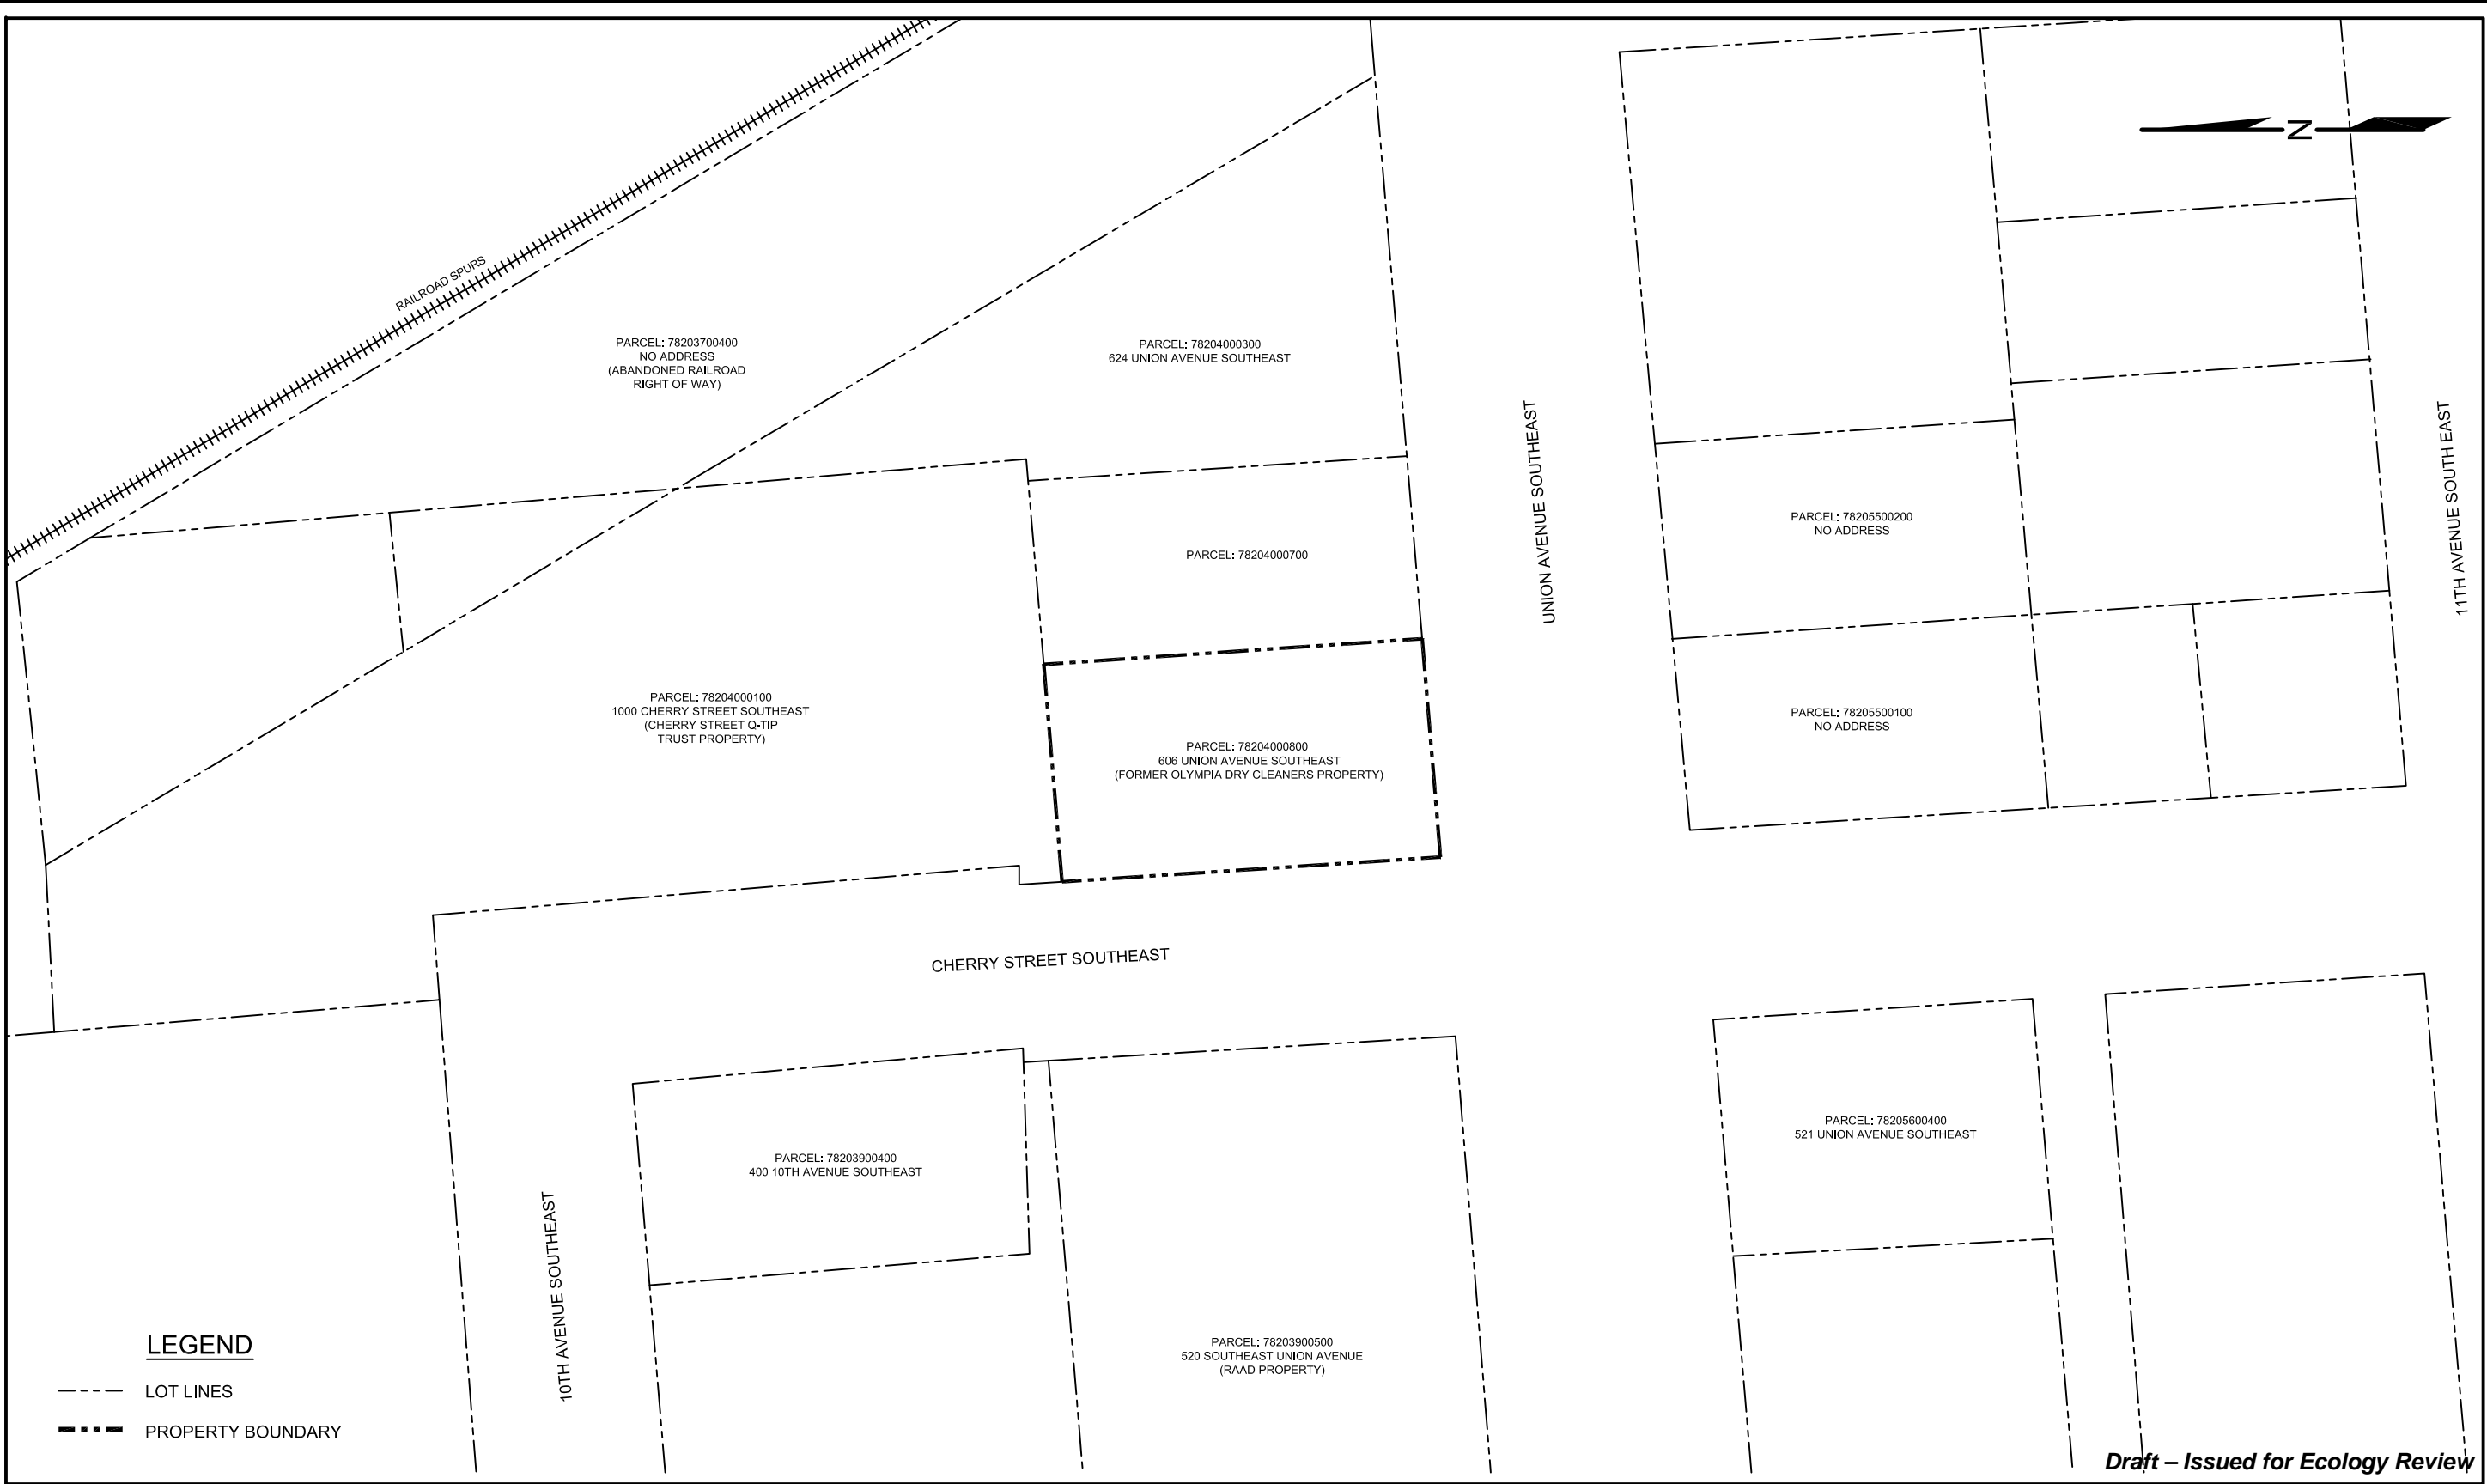 N
RAILROAD SPURS
PARCEL: 78203700400
NO ADDRESS
(ABANDONED RAILROAD
RIGHT OF WAY)
PARCEL: 78204000300
624 UNION AVENUE SOUTHEAST
UNION AVENUE SOUTHEAST
11TH AVENUE SOUTH EAST
PARCEL: 78205500200
NO ADDRESS
PARCEL: 78204000700
PARCEL: 78204000100
1000 CHERRY STREET SOUTHEAST
(CHERRY STREET Q-TIP
TRUST PROPERTY)
PARCEL: 78204000800
606 UNION AVENUE SOUTHEAST
(FORMER OLYMPIA DRY CLEANERS PROPERTY)
PARCEL: 78205500100
NO ADDRESS
CHERRY STREET SOUTHEAST
PARCEL: 78205600400
521 UNION AVENUE SOUTHEAST
PARCEL: 78203900400
400 10TH AVENUE SOUTHEAST
10TH AVENUE SOUTHEAST
PARCEL: 78203900500
520 SOUTHEAST UNION AVENUE
(RAAD PROPERTY)
LEGEND
LOT LINES
PROPERTY BOUNDARY
Draft – Issued for Ecology Review